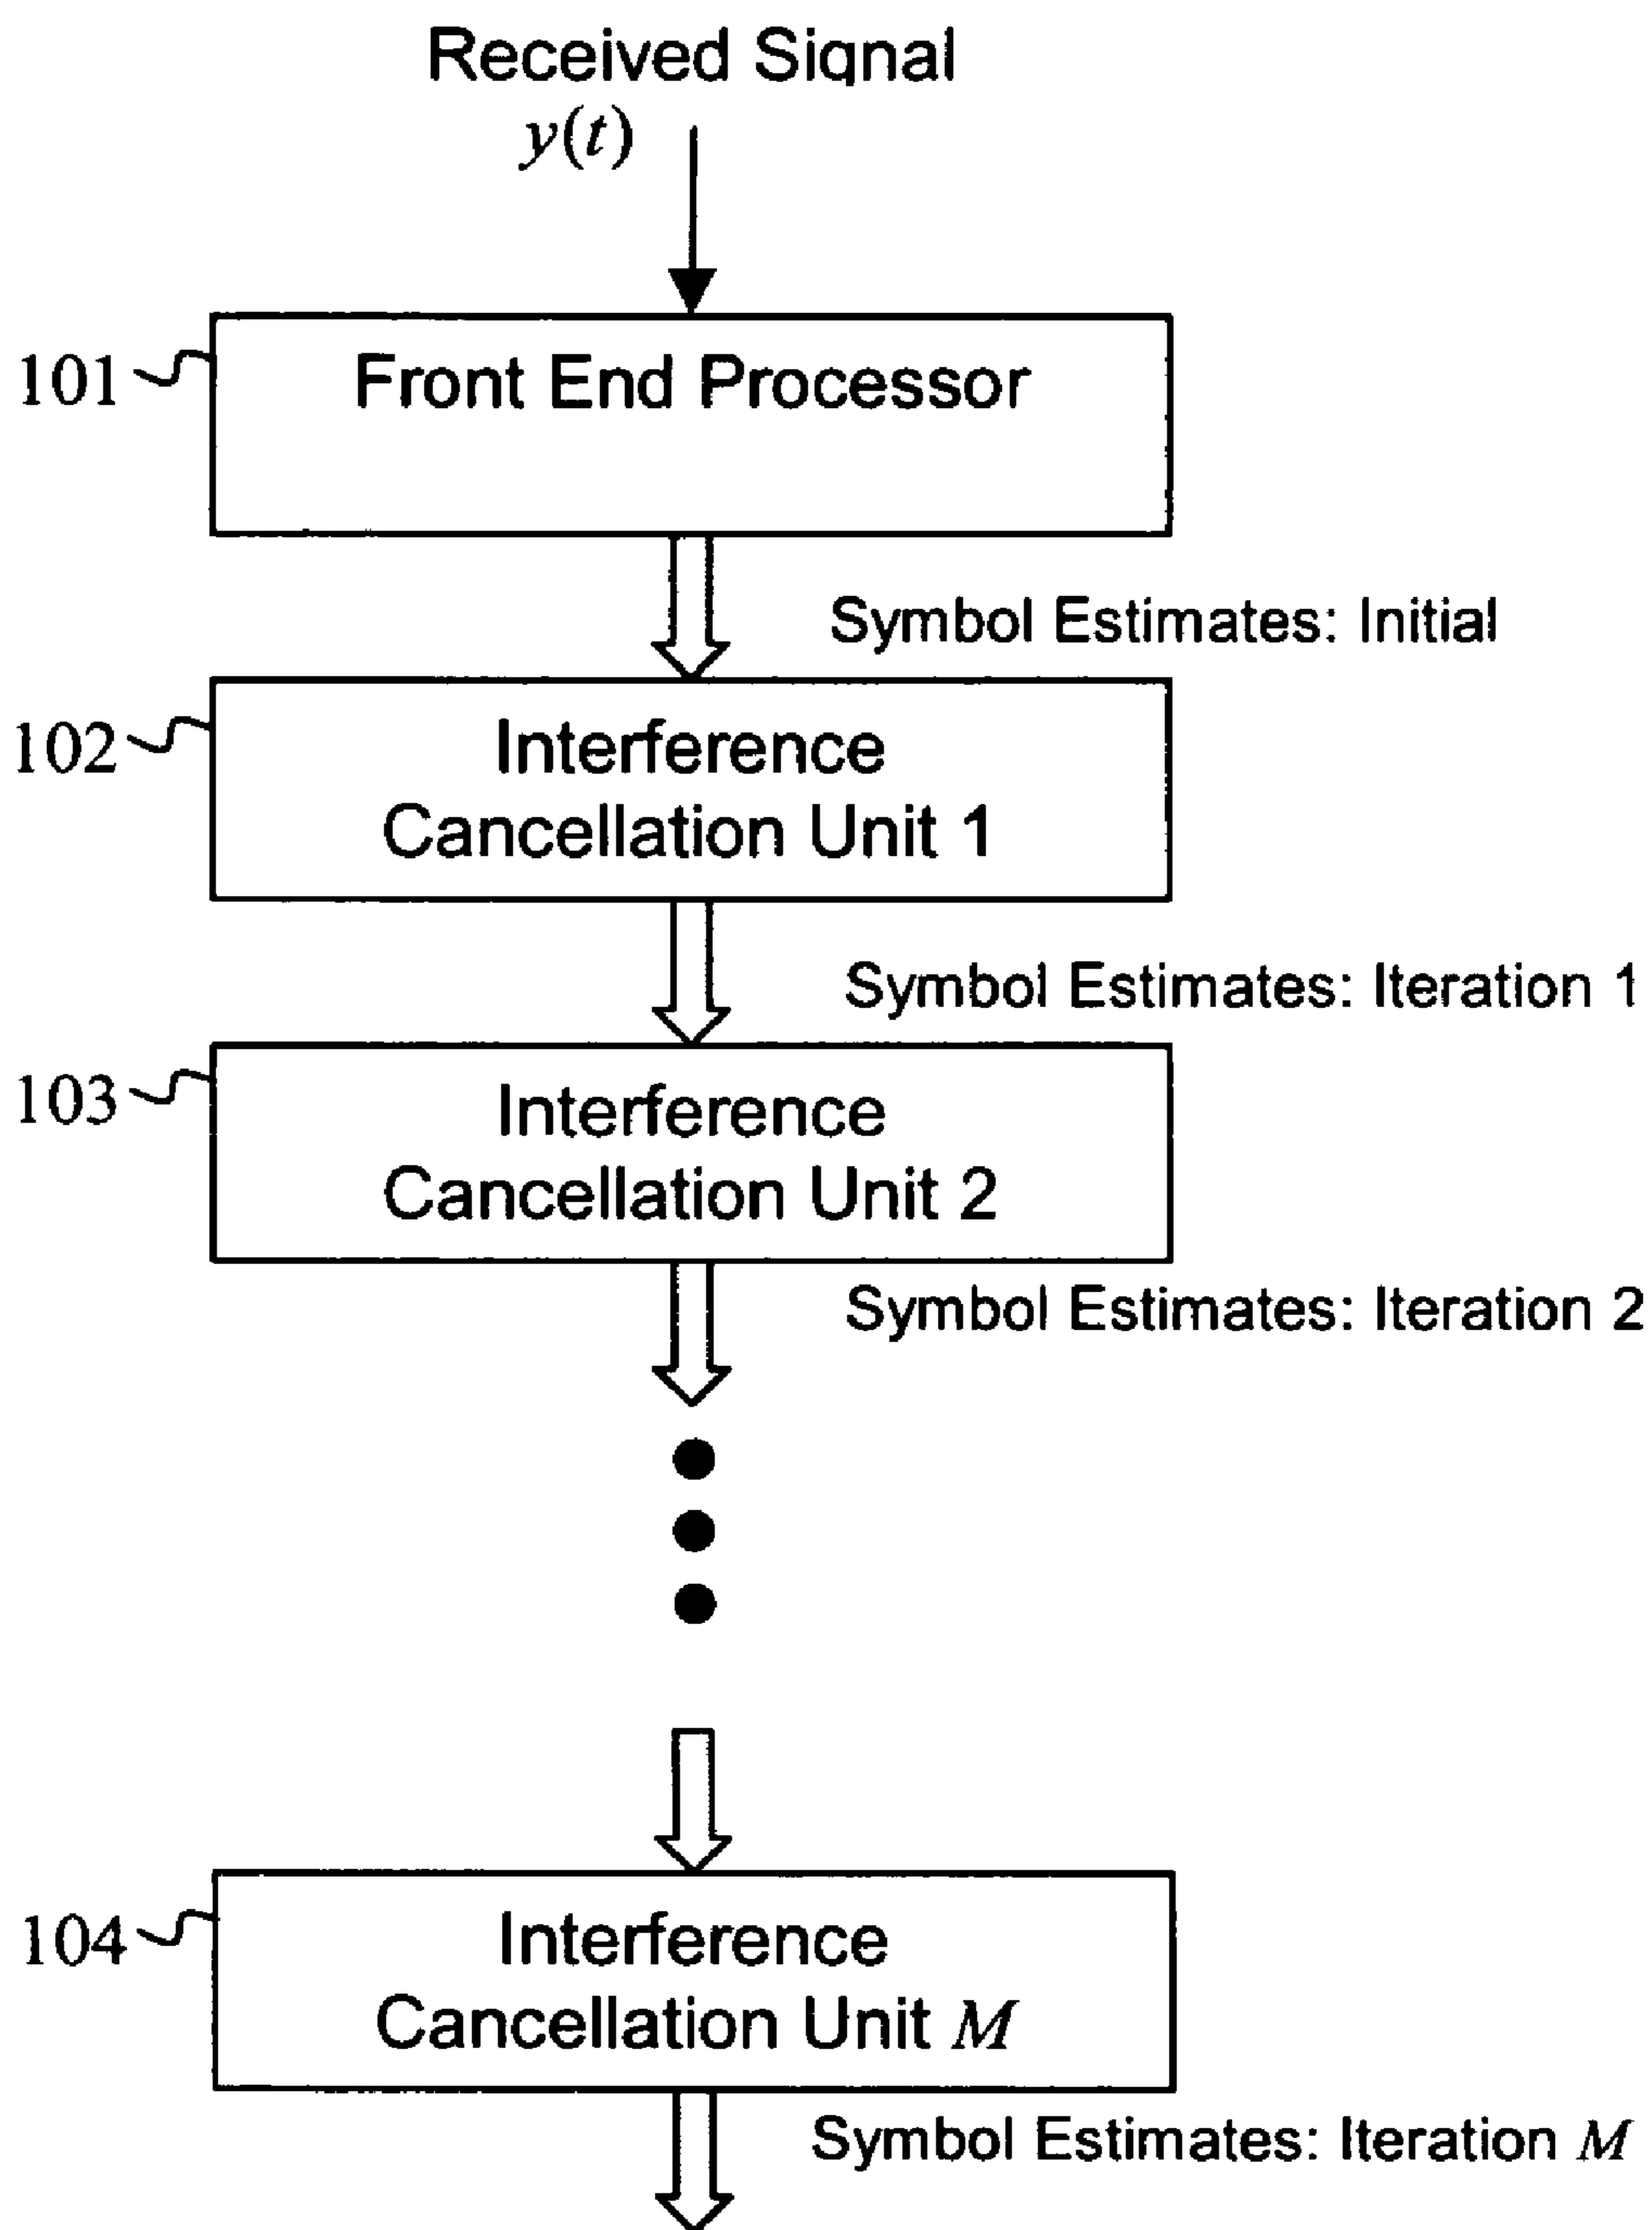 Received Signal
y(t)
101
Front End Processor
Symbol Estimates: Initial
102
Interference
Cancellation Unit 1
Symbol Estimates: Iteration 1
103
Interference
Cancellation Unit 2
Symbol Estimates: Iteration 2
104
Interference
Cancellation Unit M
Symbol Estimates: Iteration M